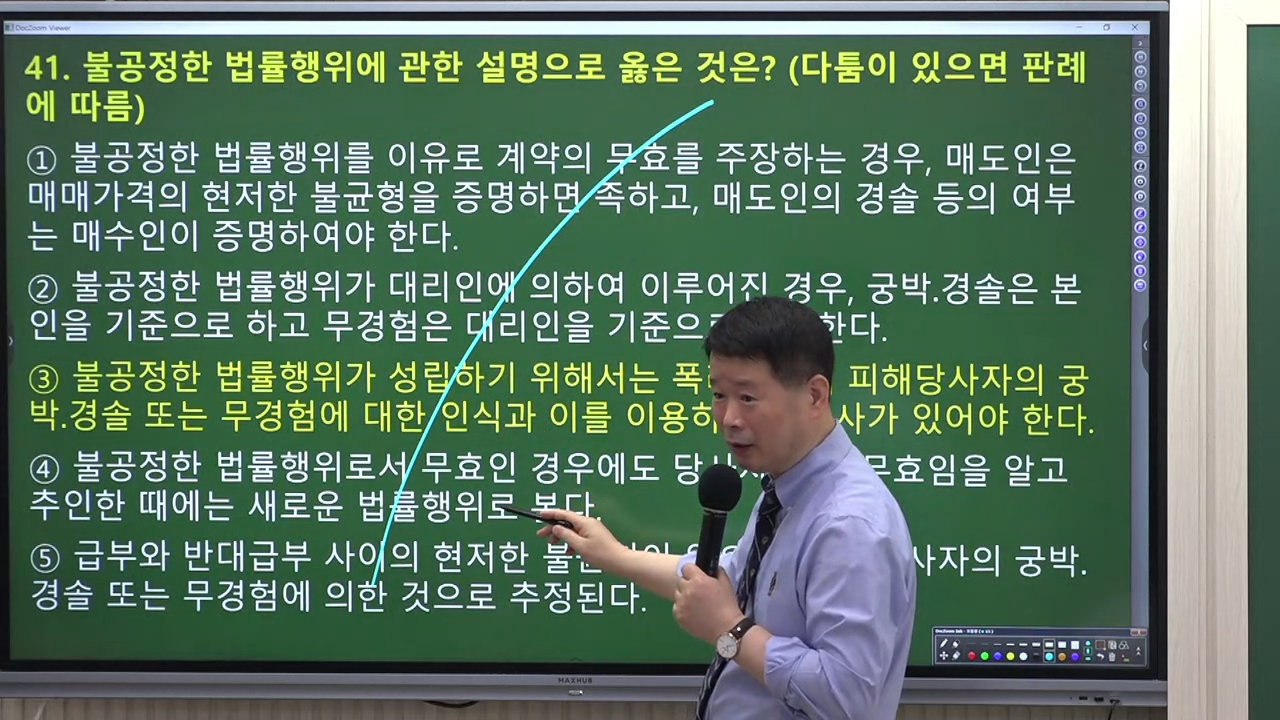 DocZoom Viewer
41. 불공정한 법률행위에 관한 설명으로 옳은 것은? (다툼이 있으면 판례
에 따름)
① 불공정한 법률행위를 이유로 계약의 무효를 주장하는 경우, 매도인은
매매가격의 현저한 불균형을 증명하면 족하고, 매도인의 경솔 등의 여부
는 매수인이 증명하여야 한다.
② 불공정한 법률행위가 대리인에 의하여 이루어진 경우, 궁박.경솔은 본
인을 기준으로 하고 무경험은 대리인을 기준으 한다.
③ 불공정한 법률행위가 성립하기 위해서는 폭 피해당사자의 궁
박.경솔 또는 무경험에 대한 인식과 이를 이용하 사가 있어야 한다.
④ 불공정한 법률행위로서 무효인 경우에도 당사 무효임을 알고
추인한 때에는 새로운 법률행위로 본다.
⑤ 급부와 반대급부 사이의 현저한 불 사자의 궁박.
경솔 또는 무경험에 의한 것으로 추정된다.
MAXHUB